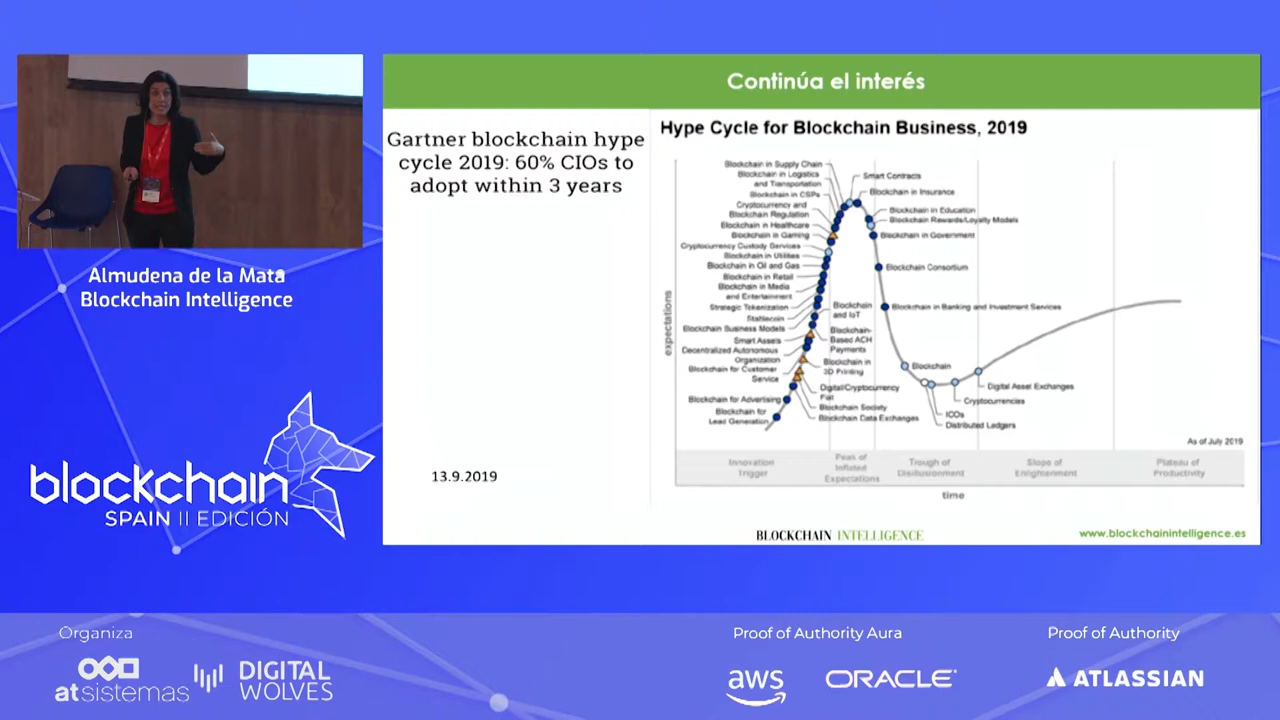 Continúa el interés
Gartner blockchain hype
cycle 2019: 60% CIOs to
adopt within 3 years
13.9.2019
Hype Cycle for Blockchain Business, 2019
expectations
Blockchain in Supply Chain
Blockchain in Logistics
and Transportation
Blockchain in CSPs
Cryptocurrency and
Blockchain Regulation
Blockchain in Healthcare
Blockchain in Gaming
Cryptocurrency Custody Services
Blockchain in Utilities
Blockchain in Oil and Gas
Blockchain in Retail
Blockchain in Media
and Entertainment
Strategic Tokenization
Stablecoin
Blockchain Business Models
Smart Assets
Decentralized Autonomous
Organization
Blockchain for Customer
Service
Blockchain for Advertising
Blockchain for
Lead Generation
Blockchain
and IoT
Blockchain-
Based ACH
Payments
Blockchain in
3D Printing
Digital/Cryptocurrency
Fiat
Blockchain Society
Blockchain Data Exchanges
Smart Contracts
Blockchain in Insurance
Blockchain in Education
Blockchain Rewards/Loyalty Models
Blockchain in Government
Blockchain Consortium
Blockchain in Banking and Investment Services
Blockchain
Digital Asset Exchanges
Cryptocurrencies
ICOs
Distributed Ledgers
As of July 2019
Innovation
Trigger
Peak of
Inflated
Expectations
Trough of
Disillusionment
Slope of
Enlightenment
Plateau of
Productivity
time
BLOCKCHAIN INTELLIGENCE
www.blockchainintelligence.es
Almudena de la Mata
Blockchain Intelligence
blockchain
SPAIN II EDICIÓN
Organiza
atsistemas
DIGITAL
WOLVES
Proof of Authority Aura
aws
ORACLE
Proof of Authority
ATLASSIAN